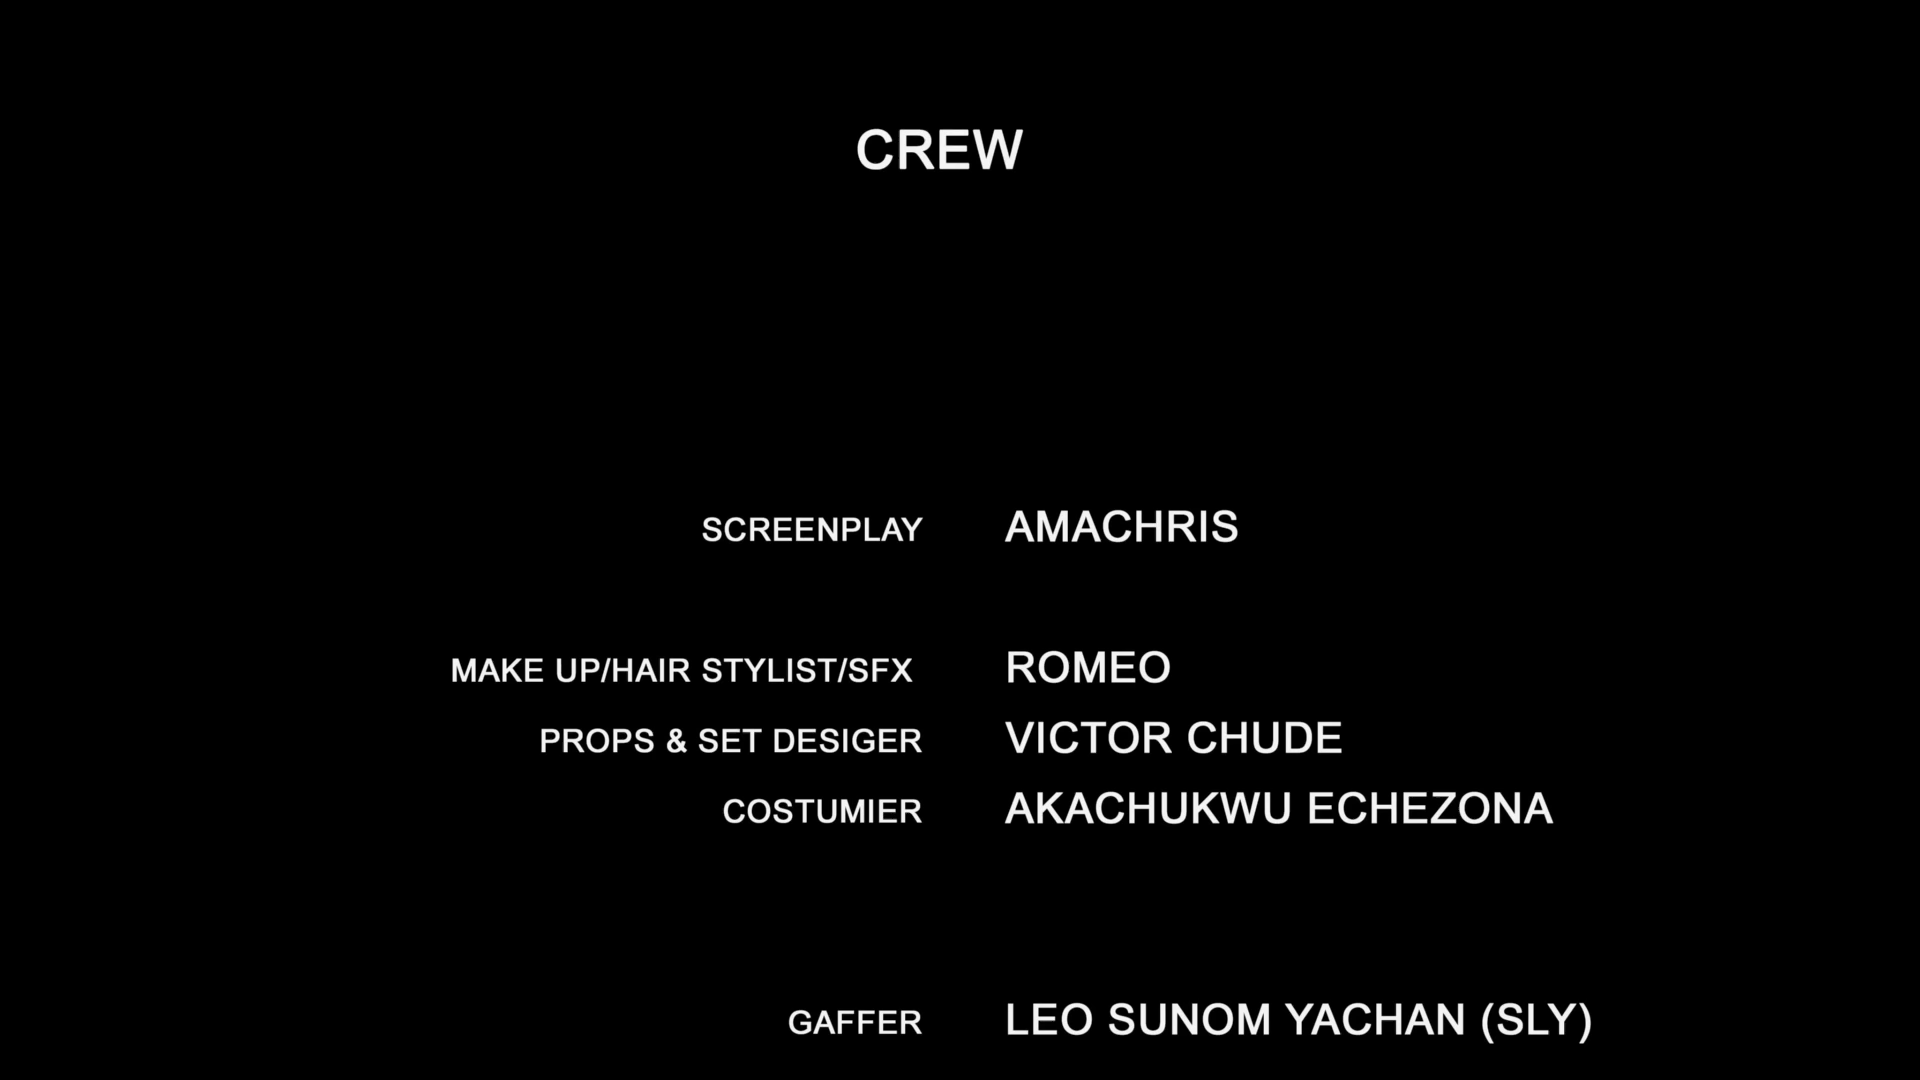 CREW
SCREENPLAY AMACHRIS
MAKE UP/HAIR STYLIST/SFX ROMEO
PROPS & SET DESIGER VICTOR CHUDE
COSTUMIER AKACHUKWU ECHEZONA
GAFFER LEO SUNOM YACHAN (SLY)